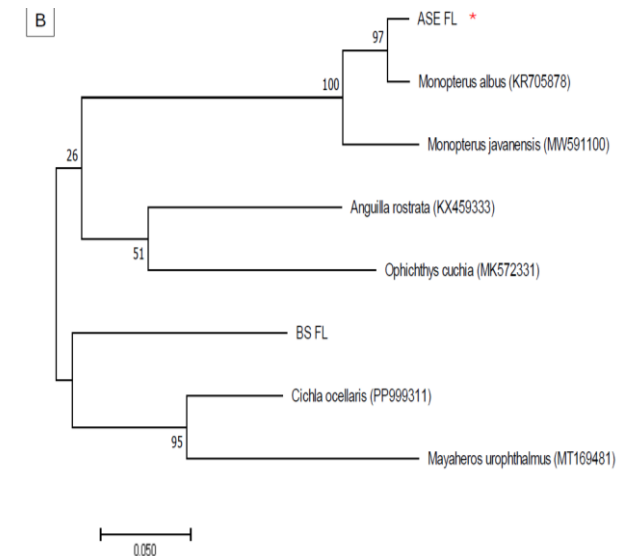 B
ASE FL *
97
Monopterus albus (KR705878)
100
Monopterus javanensis (MW591100)
26
Anguilla rostrata (KX459333)
51
Ophichthys cuchia (MK572331)
BS FL
Cichla ocellaris (PP999311)
95
Mayaheros urophthalmus (MT169481)
0.050